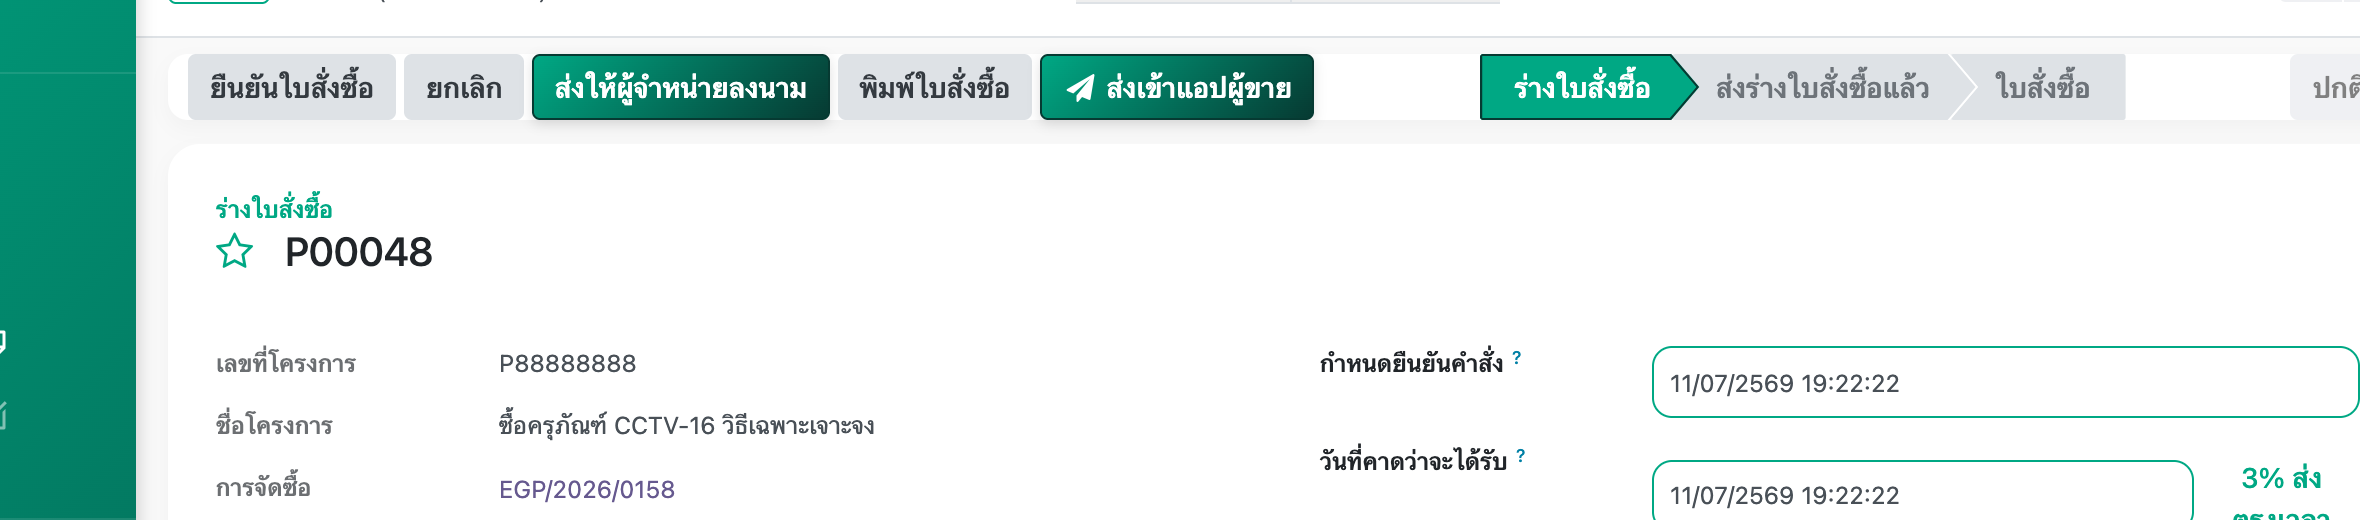 ยืนยันใบสั่งซื้อ ยกเลิก ส่งให้ผู้จำหน่ายลงนาม พิมพ์ใบสั่งซื้อ ส่งเข้าแอปผู้ขาย ร่างใบสั่งซื้อ ส่งร่างใบสั่งซื้อแล้ว ใบสั่งซื้อ
ร่างใบสั่งซื้อ
P00048
เลขที่โครงการ P88888888 กำหนดยืนยันคำสั่ง ? 11/07/2569 19:22:22
ชื่อโครงการ ซื้อครุภัณฑ์ CCTV-16 วิธีเฉพาะเจาะจง
วันที่คาดว่าจะได้รับ ? 11/07/2569 19:22:22 3% ส่ง
การจัดซื้อ EGP/2026/0158